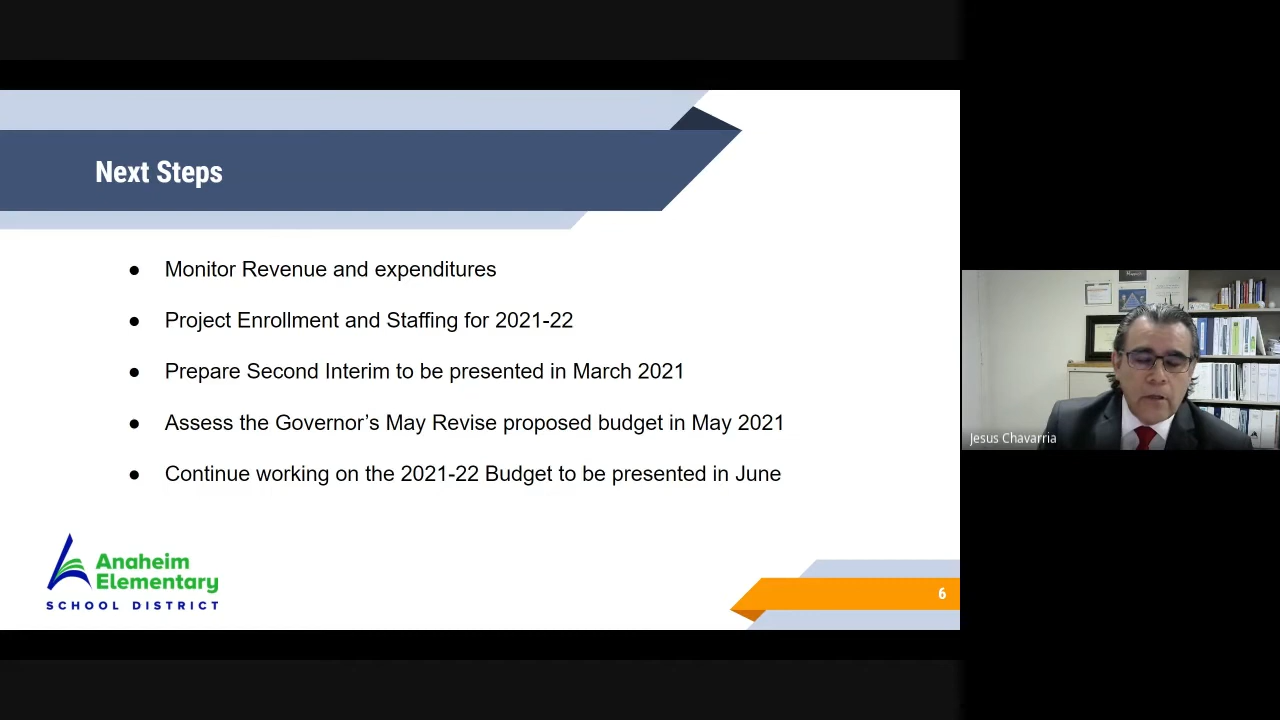 Next Steps
● Monitor Revenue and expenditures
● Project Enrollment and Staffing for 2021-22
● Prepare Second Interim to be presented in March 2021
● Assess the Governor’s May Revise proposed budget in May 2021
● Continue working on the 2021-22 Budget to be presented in June
Anaheim
Elementary
SCHOOL DISTRICT
6
Jesus Chavarria